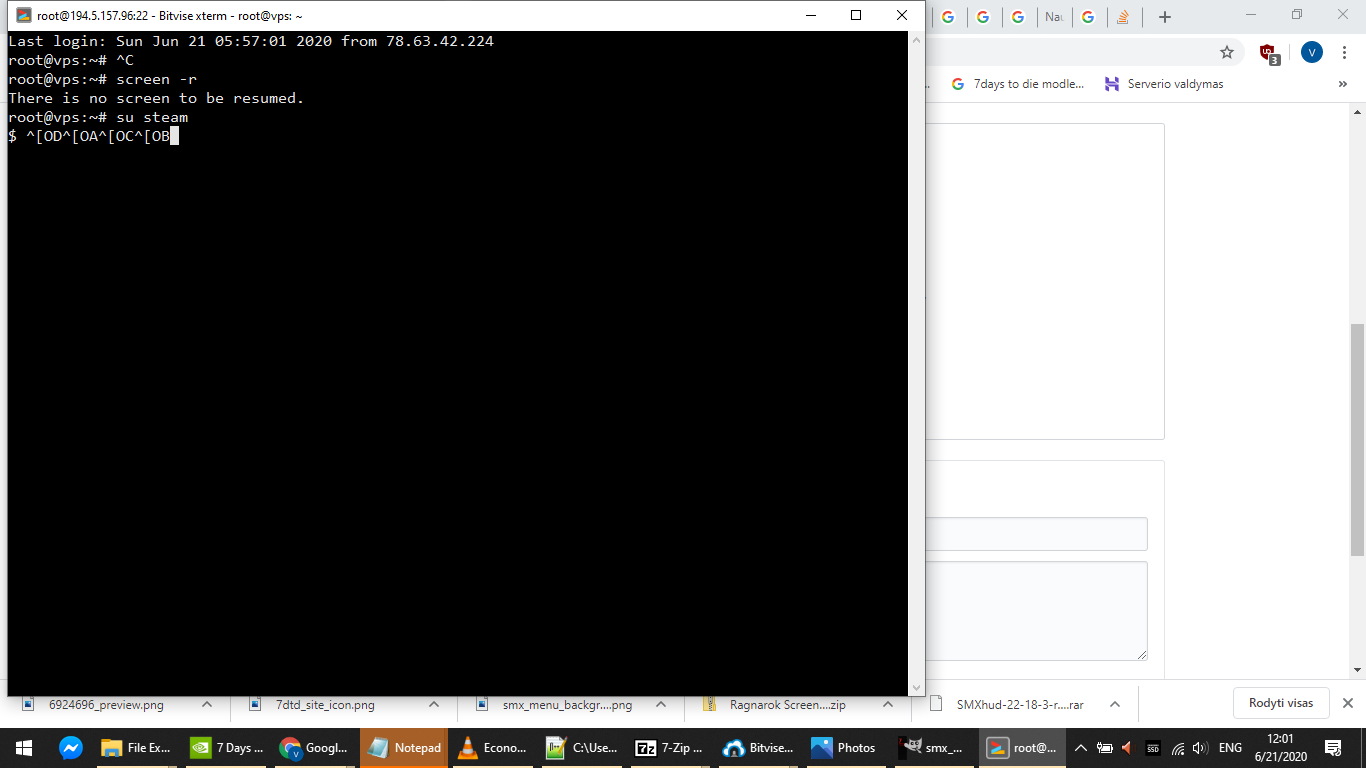 root@194.5.157.96:22 - Bitvise xterm - root@vps: ~
Last login: Sun Jun 21 05:57:01 2020 from 78.63.42.224
root@vps:~# ^C
root@vps:~# screen -r
There is no screen to be resumed.
root@vps:~# su steam
$ ^[OD^[OA^[OC^[OB
Nau
V
3
7days to die modle...
Serverio valdymas
»
6924696_preview.png
7dtd_site_icon.png
smx_menu_backgr....png
Ragnarok Screen....zip
SMXhud-22-18-3-r....rar
Rodyti visas
File Ex...
7 Days ...
Googl...
Notepad
Econo...
C:\Use...
7-Zip ...
Bitvise...
Photos
smx_...
root@...
ENG
12:01
6/21/2020